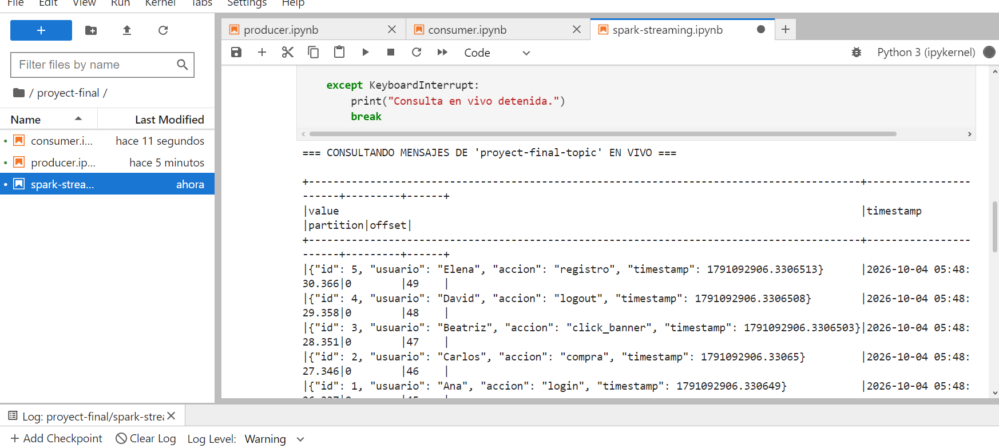 File Edit View Run Kernel Tabs Settings Help
+
Filter files by name
/ proyect-final /
Name Last Modified
consumer.i... hace 11 segundos
producer.ip... hace 5 minutos
spark-strea... ahora
producer.ipynb consumer.ipynb spark-streaming.ipynb +
Code Python 3 (ipykernel)
except KeyboardInterrupt:
print("Consulta en vivo detenida.")
break
=== CONSULTANDO MENSAJES DE 'proyect-final-topic' EN VIVO ===
+------------------------------------------------------------------------------------------+-----------------
------+---------+------+
|value |timestamp
|partition|offset|
+------------------------------------------------------------------------------------------+-----------------
------+---------+------+
|{"id": 5, "usuario": "Elena", "accion": "registro", "timestamp": 1791092906.3306513} |2026-10-04 05:48:
30.366|0 |49 |
|{"id": 4, "usuario": "David", "accion": "logout", "timestamp": 1791092906.3306508} |2026-10-04 05:48:
29.358|0 |48 |
|{"id": 3, "usuario": "Beatriz", "accion": "click_banner", "timestamp": 1791092906.3306503}|2026-10-04 05:48:
28.351|0 |47 |
|{"id": 2, "usuario": "Carlos", "accion": "compra", "timestamp": 1791092906.33065} |2026-10-04 05:48:
27.346|0 |46 |
|{"id": 1, "usuario": "Ana", "accion": "login", "timestamp": 1791092906.330649} |2026-10-04 05:48:
Log: proyect-final/spark-strea
+ Add Checkpoint Clear Log Log Level: Warning